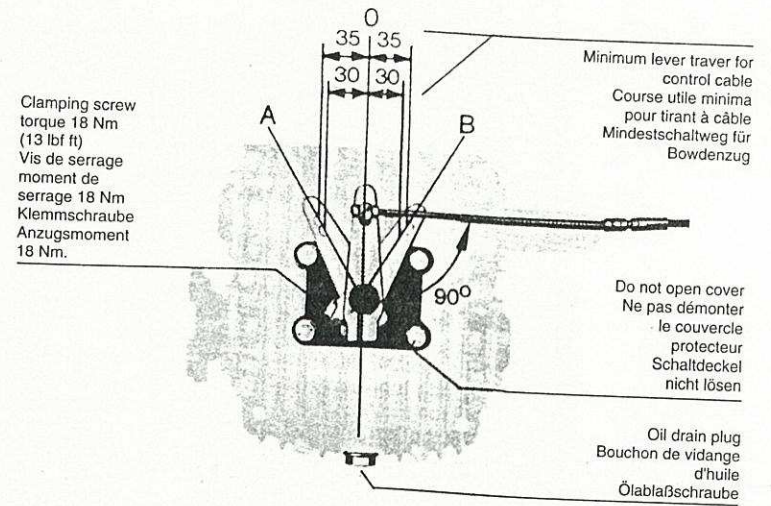 O
35 35
30 30
A
B
90º
Clamping screw
torque 18 Nm
(13 lbf ft)
Vis de serrage
moment de
serrage 18 Nm
Klemmschraube
Anzugsmoment
18 Nm.
Minimum lever traver for
control cable
Course utile minima
pour tirant à câble
Mindestschaltweg für
Bowdenzug
Do not open cover
Ne pas démonter
le couvercle
protecteur
Schaltdeckel
nicht lösen
Oil drain plug
Bouchon de vidange
d'huile
Ölablaßschraube